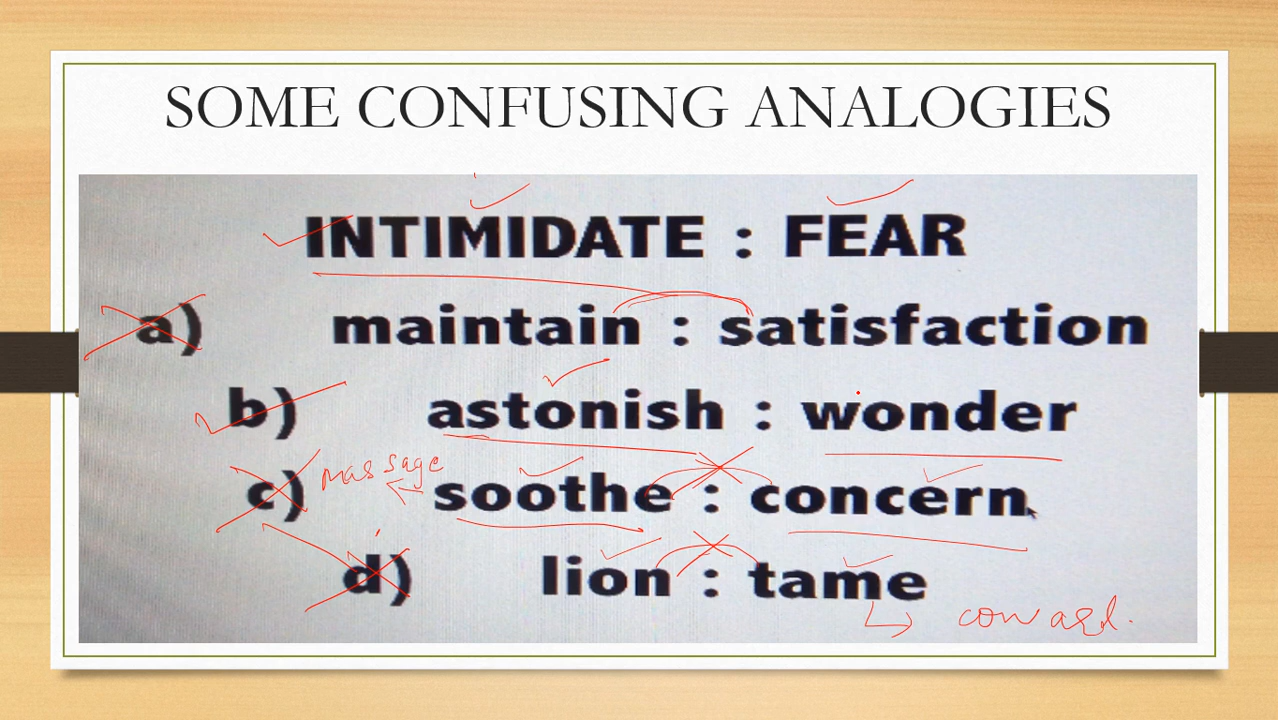 SOME CONFUSING ANALOGIES
INTIMIDATE : FEAR
a) maintain : satisfaction
b) astonish : wonder
massage
c) soothe : concern
d) lion : tame
coward.